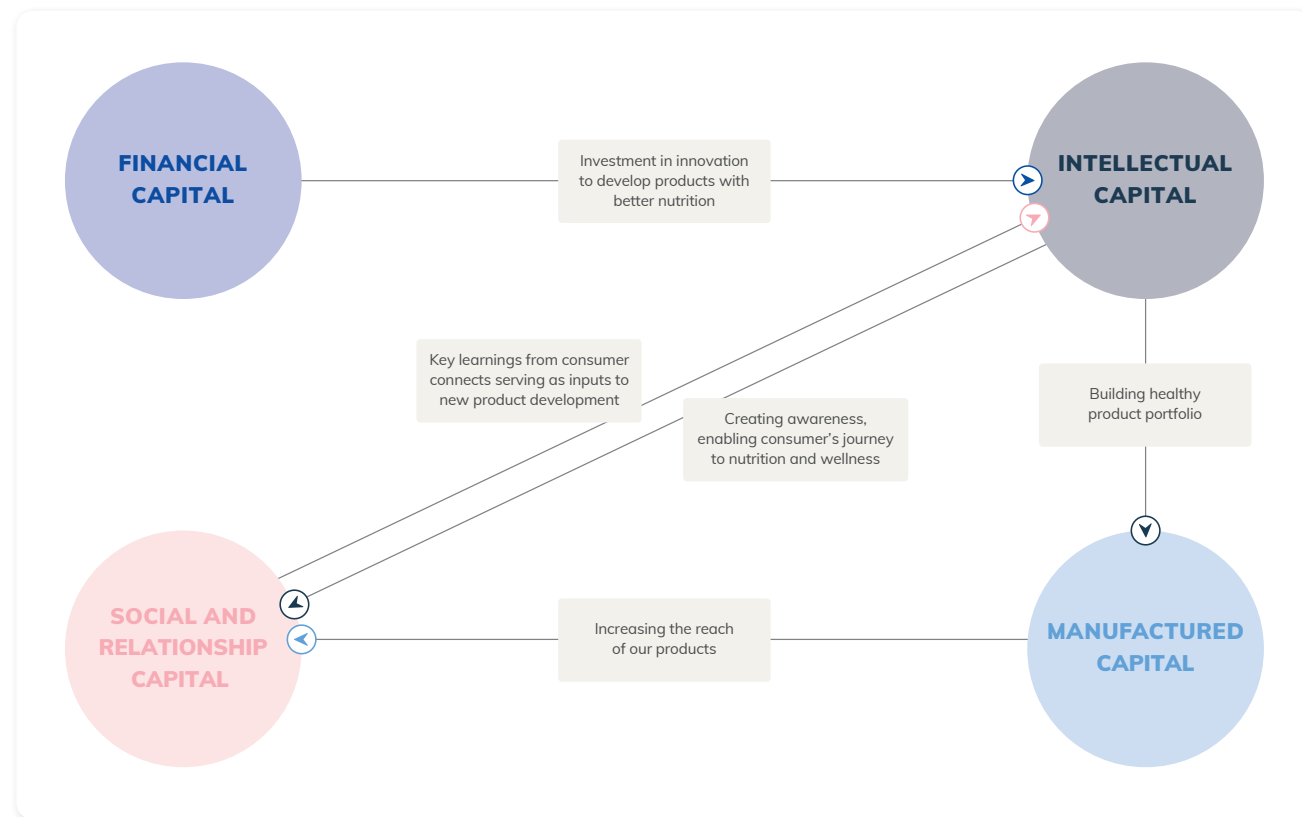 FINANCIAL
CAPITAL
Investment in innovation
to develop products with
better nutrition
INTELLECTUAL
CAPITAL
Key learnings from consumer
connects serving as inputs to
new product development
Creating awareness,
enabling consumer’s journey
to nutrition and wellness
Building healthy
product portfolio
SOCIAL AND
RELATIONSHIP
CAPITAL
Increasing the reach
of our products
MANUFACTURED
CAPITAL